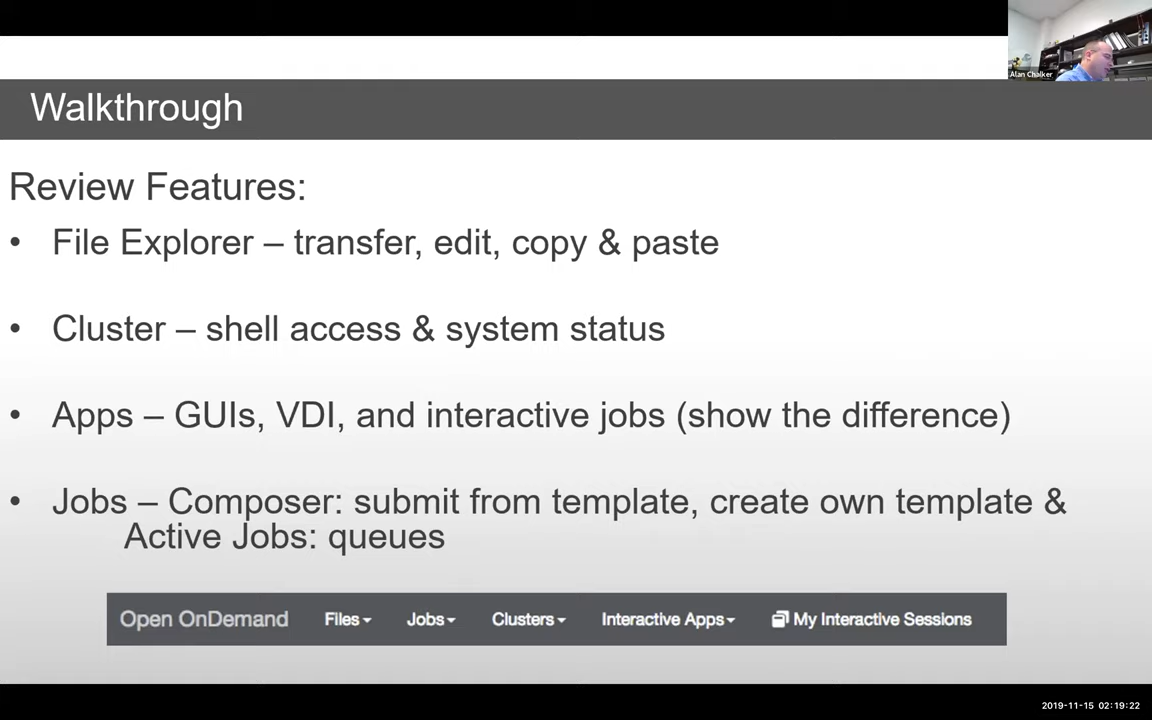 Alan Chalker
Walkthrough
Review Features:
• File Explorer – transfer, edit, copy & paste
• Cluster – shell access & system status
• Apps – GUIs, VDI, and interactive jobs (show the difference)
• Jobs – Composer: submit from template, create own template &
Active Jobs: queues
Open OnDemand Files Jobs Clusters Interactive Apps My Interactive Sessions
2019-11-15 02:19:22